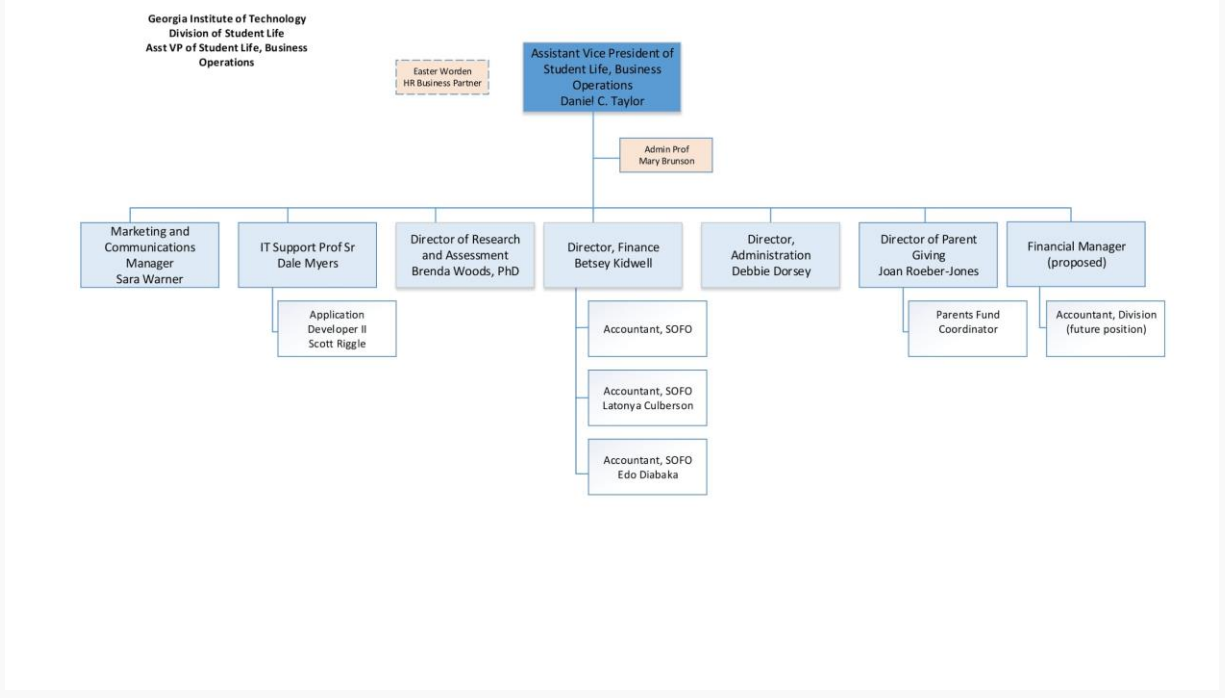 Georgia Institute of Technology
Division of Student Life
Asst VP of Student Life, Business
Operations
Easter Worden
HR Business Partner
Assistant Vice President of
Student Life, Business
Operations
Daniel C. Taylor
Admin Prof
Mary Brunson
Marketing and
Communications
Manager
Sara Warner
IT Support Prof Sr
Dale Myers
Director of Research
and Assessment
Brenda Woods, PhD
Director, Finance
Betsey Kidwell
Director,
Administration
Debbie Dorsey
Director of Parent
Giving
Joan Roeber-Jones
Financial Manager
(proposed)
Application
Developer II
Scott Riggle
Accountant, SOFO
Parents Fund
Coordinator
Accountant, Division
(future position)
Accountant, SOFO
Latonya Culberson
Accountant, SOFO
Edo Diabaka